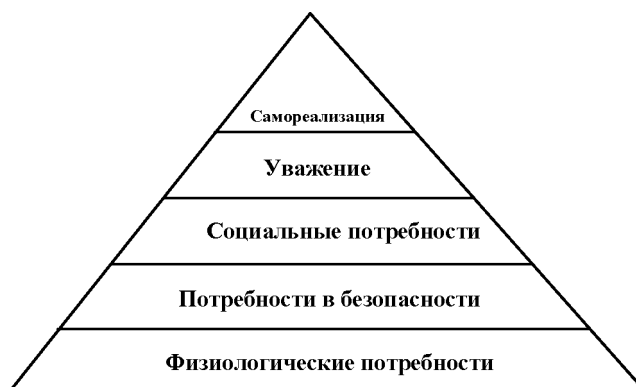 Самореализация
Уважение
Социальные потребности
Потребности в безопасности
Физиологические потребности